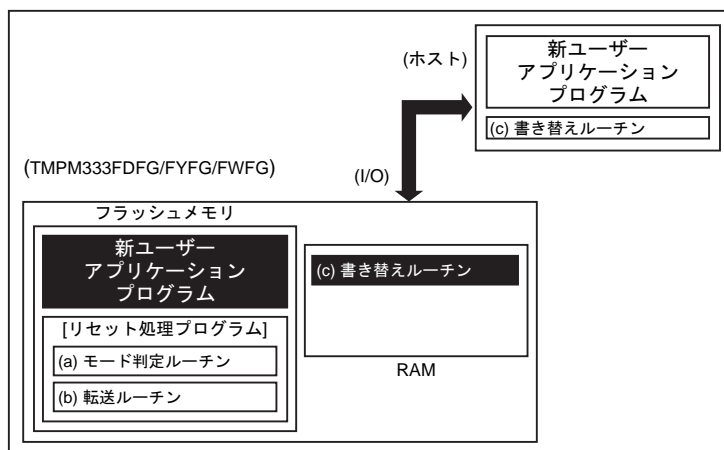 (ホスト)
新ユーザー
アプリケーション
プログラム
(c) 書き替えルーチン
(TMPM333FDFG/FYFG/FWFG)
(I/O)
フラッシュメモリ
新ユーザー
アプリケーション
プログラム
[リセット処理プログラム]
(a) モード判定ルーチン
(b) 転送ルーチン
(c) 書き替えルーチン
RAM